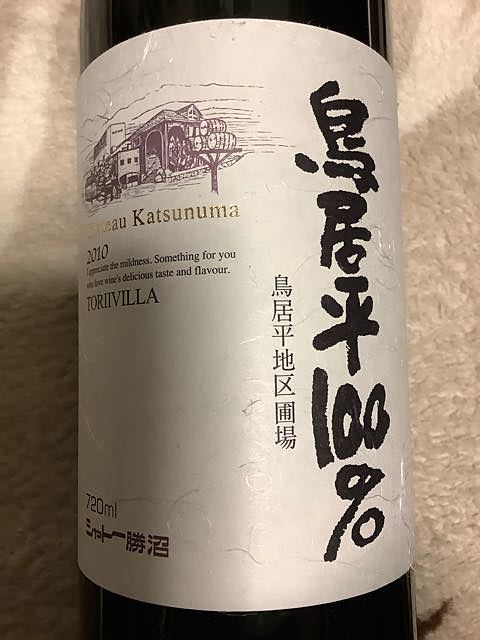 Château Katsunuma
2010
I appreciate the mildness. Something for you
who love wine's delicious taste and flavour.
TORIIVILLA
鳥居平100%
鳥居平地区圃場
720ml
シャトー勝沼